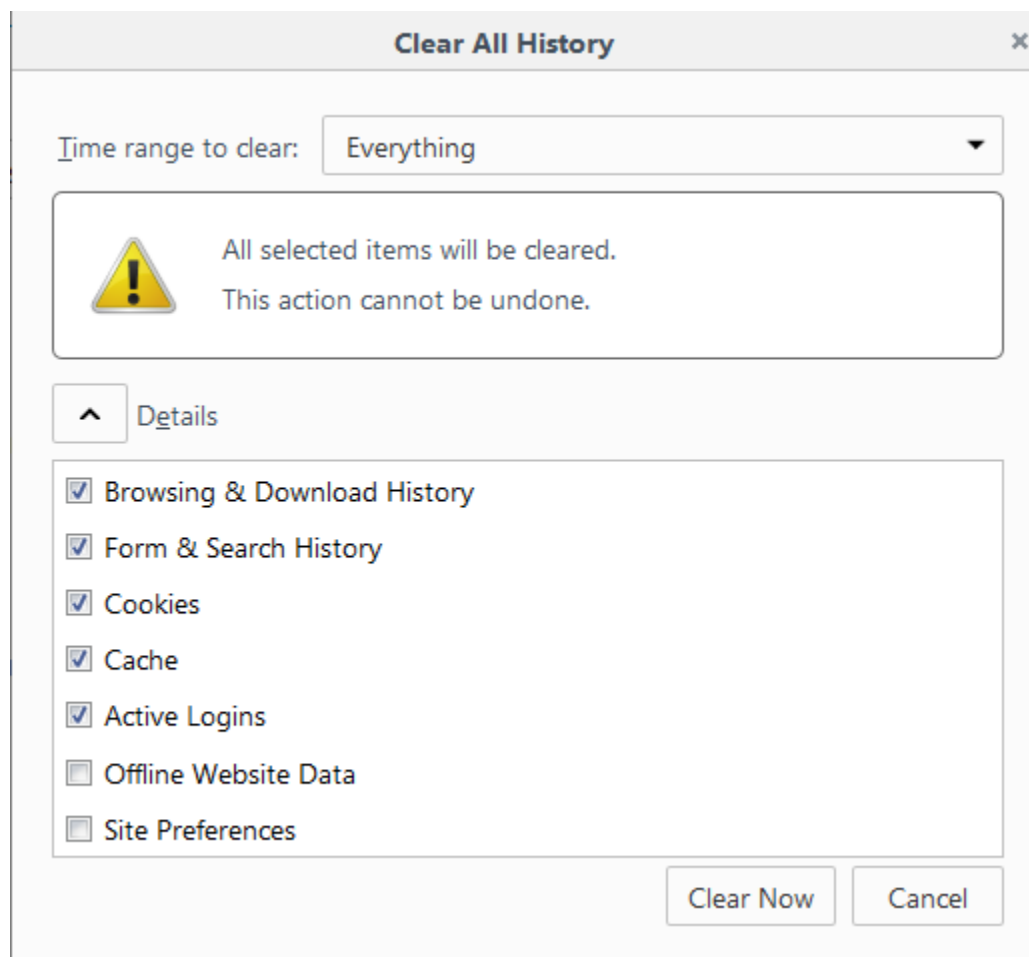 Clear All History
Time range to clear: Everything
All selected items will be cleared.
This action cannot be undone.
Details
Browsing & Download History
Form & Search History
Cookies
Cache
Active Logins
Offline Website Data
Site Preferences
Clear Now Cancel